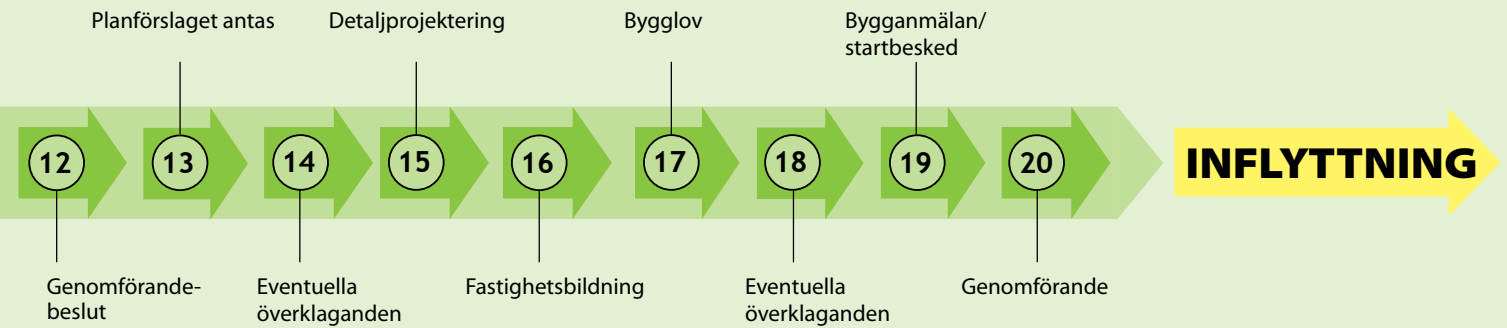 Planförslaget antas
Detaljprojektering
Bygglov
Bygganmälan/
startbesked
12
13
14
15
16
17
18
19
20
INFLYTTNING
Genomförande-
beslut
Eventuella
överklaganden
Fastighetsbildning
Eventuella
överklaganden
Genomförande